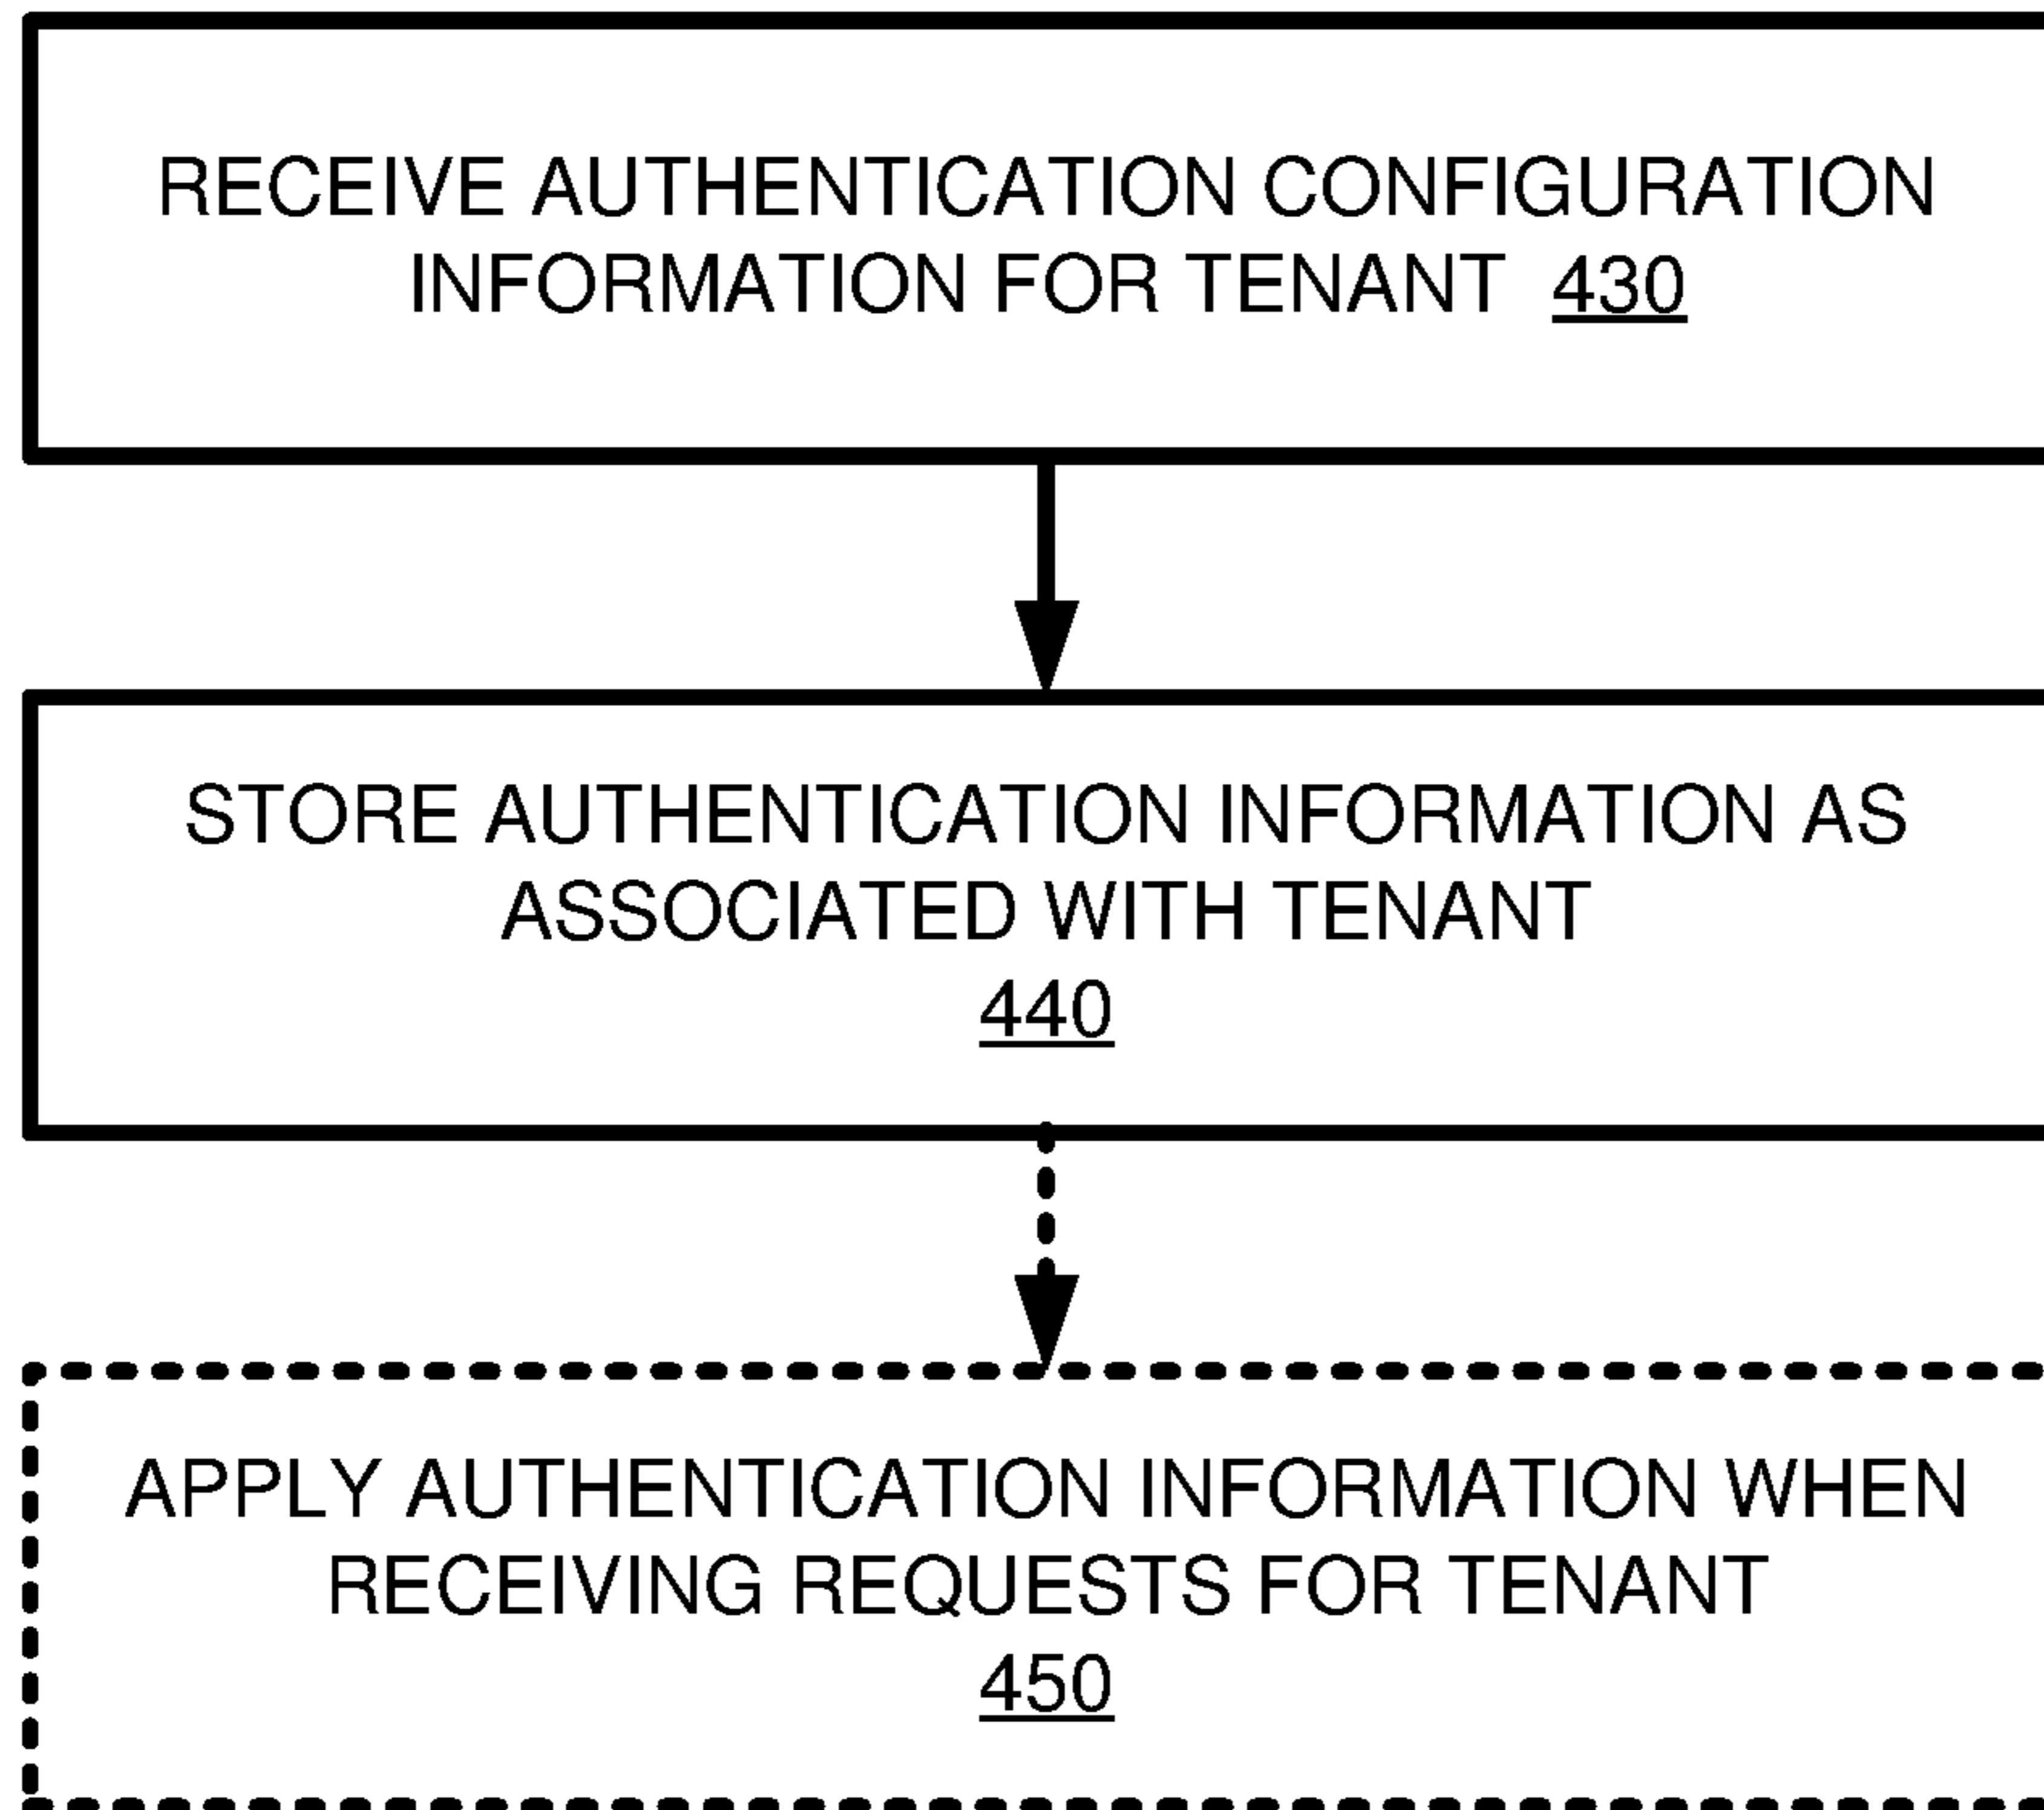 RECEIVE AUTHENTICATION CONFIGURATION
INFORMATION FOR TENANT 430
STORE AUTHENTICATION INFORMATION AS
ASSOCIATED WITH TENANT
440
APPLY AUTHENTICATION INFORMATION WHEN
RECEIVING REQUESTS FOR TENANT
450